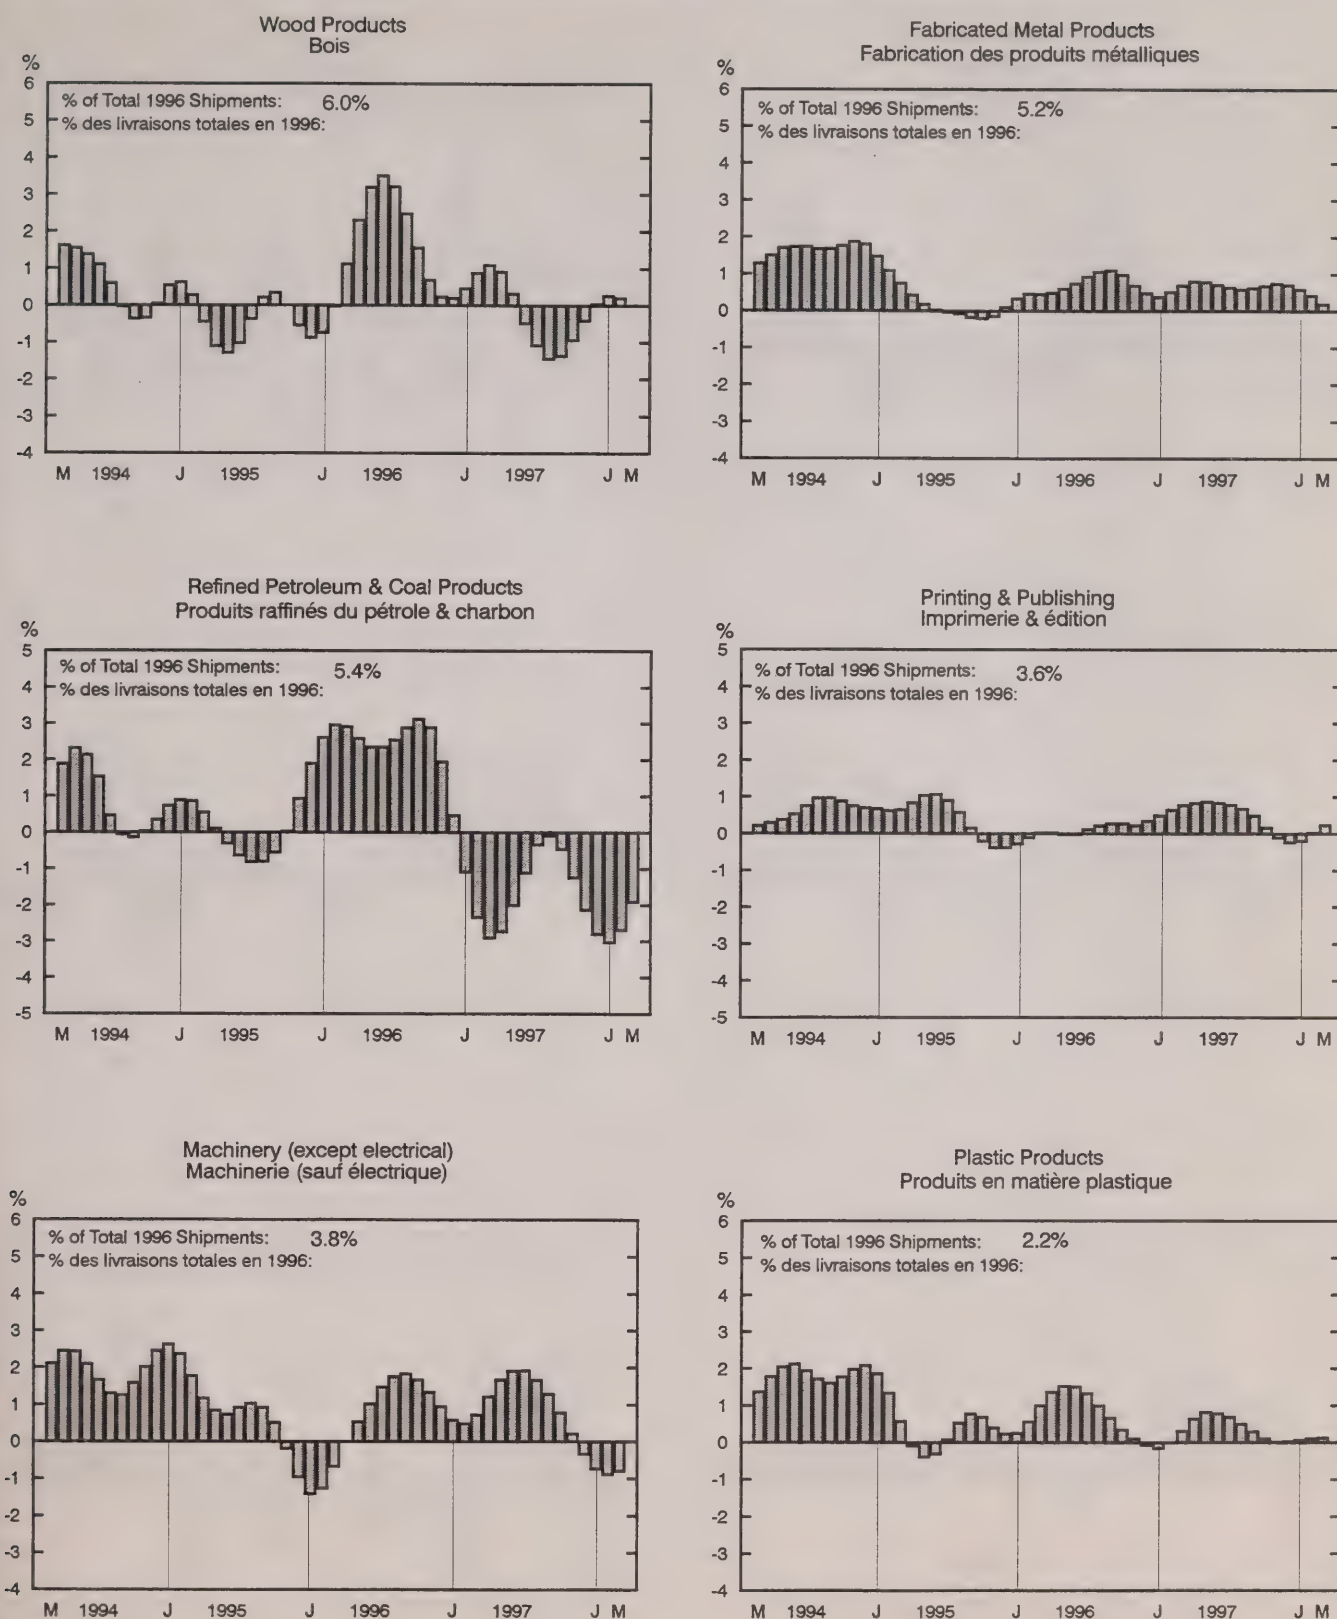 Wood Products
Bois
%
6
% of Total 1996 Shipments: 6.0%
% des livraisons totales en 1996:
5
4
3
2
1
0
-1
-2
-3
-4
M 1994 J 1995 J 1996 J 1997 J M
Fabricated Metal Products
Fabrication des produits métalliques
%
6
% of Total 1996 Shipments: 5.2%
% des livraisons totales en 1996:
5
4
3
2
1
0
-1
-2
-3
-4
M 1994 J 1995 J 1996 J 1997 J M
Refined Petroleum & Coal Products
Produits raffinés du pétrole & charbon
%
5
% of Total 1996 Shipments: 5.4%
% des livraisons totales en 1996:
4
3
2
1
0
-1
-2
-3
-4
-5
M 1994 J 1995 J 1996 J 1997 J M
Printing & Publishing
Imprimerie & édition
%
5
% of Total 1996 Shipments: 3.6%
% des livraisons totales en 1996:
4
3
2
1
0
-1
-2
-3
-4
-5
M 1994 J 1995 J 1996 J 1997 J M
Machinery (except electrical)
Machinerie (sauf électrique)
%
6
% of Total 1996 Shipments: 3.8%
% des livraisons totales en 1996:
5
4
3
2
1
0
-1
-2
-3
-4
M 1994 J 1995 J 1996 J 1997 J M
Plastic Products
Produits en matière plastique
%
6
% of Total 1996 Shipments: 2.2%
% des livraisons totales en 1996:
5
4
3
2
1
0
-1
-2
-3
-4
M 1994 J 1995 J 1996 J 1997 J M